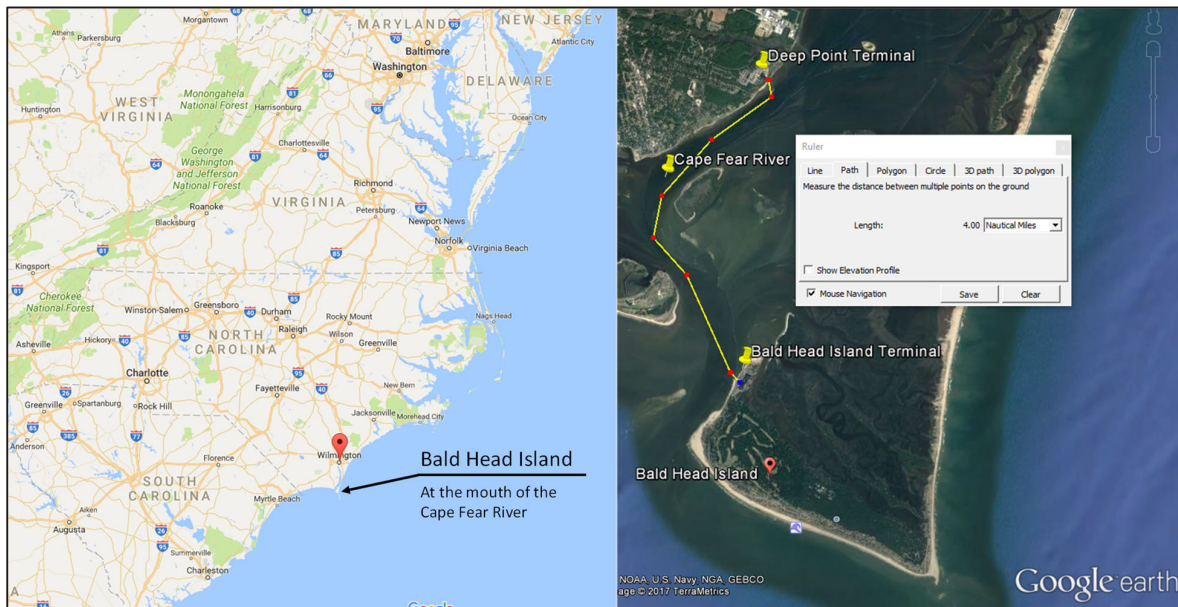 MARYLAND
NEW JERSEY
Morgantown
Athens
Parkersburg
Baltimore
Atlantic City
Washington
DELAWARE
Monongahela
National Forest
Harrisonburg
Huntington
WEST
VIRGINIA
Ocean City
George
Washington
and Jefferson
National Forest
Charlottesville
Richmond
VIRGINIA
Petersburg
Roanoke
Blacksburg
Newport News
Norfolk
Virginia Beach
Kingsport
Cherokee
National Forest
Winston-Salem
Greensboro
Durham
Rocky Mount
Nags Head
Raleigh
Wilson
Greenville
Asheville
Hickory
NORTH
CAROLINA
Charlotte
Fayetteville
New Bern
Greenville
Spartanburg
Rock Hill
Jacksonville
Morehead City
Anderson
Wilmington
Florence
SOUTH
CAROLINA
Myrtle Beach
Aiken
Augusta
Summerville
Charleston
Bald Head Island
At the mouth of the
Cape Fear River
Google
Deep Point Terminal
Cape Fear River
Ruler
Line Path Polygon Circle 3D path 3D polygon
Measure the distance between multiple points on the ground
Length: 4.00 Nautical Miles
Show Elevation Profile
Mouse Navigation Save Clear
Bald Head Island Terminal
Bald Head Island
NOAA, U.S. Navy, NGA, GEBCO
age © 2017 TerraMetrics
Google earth